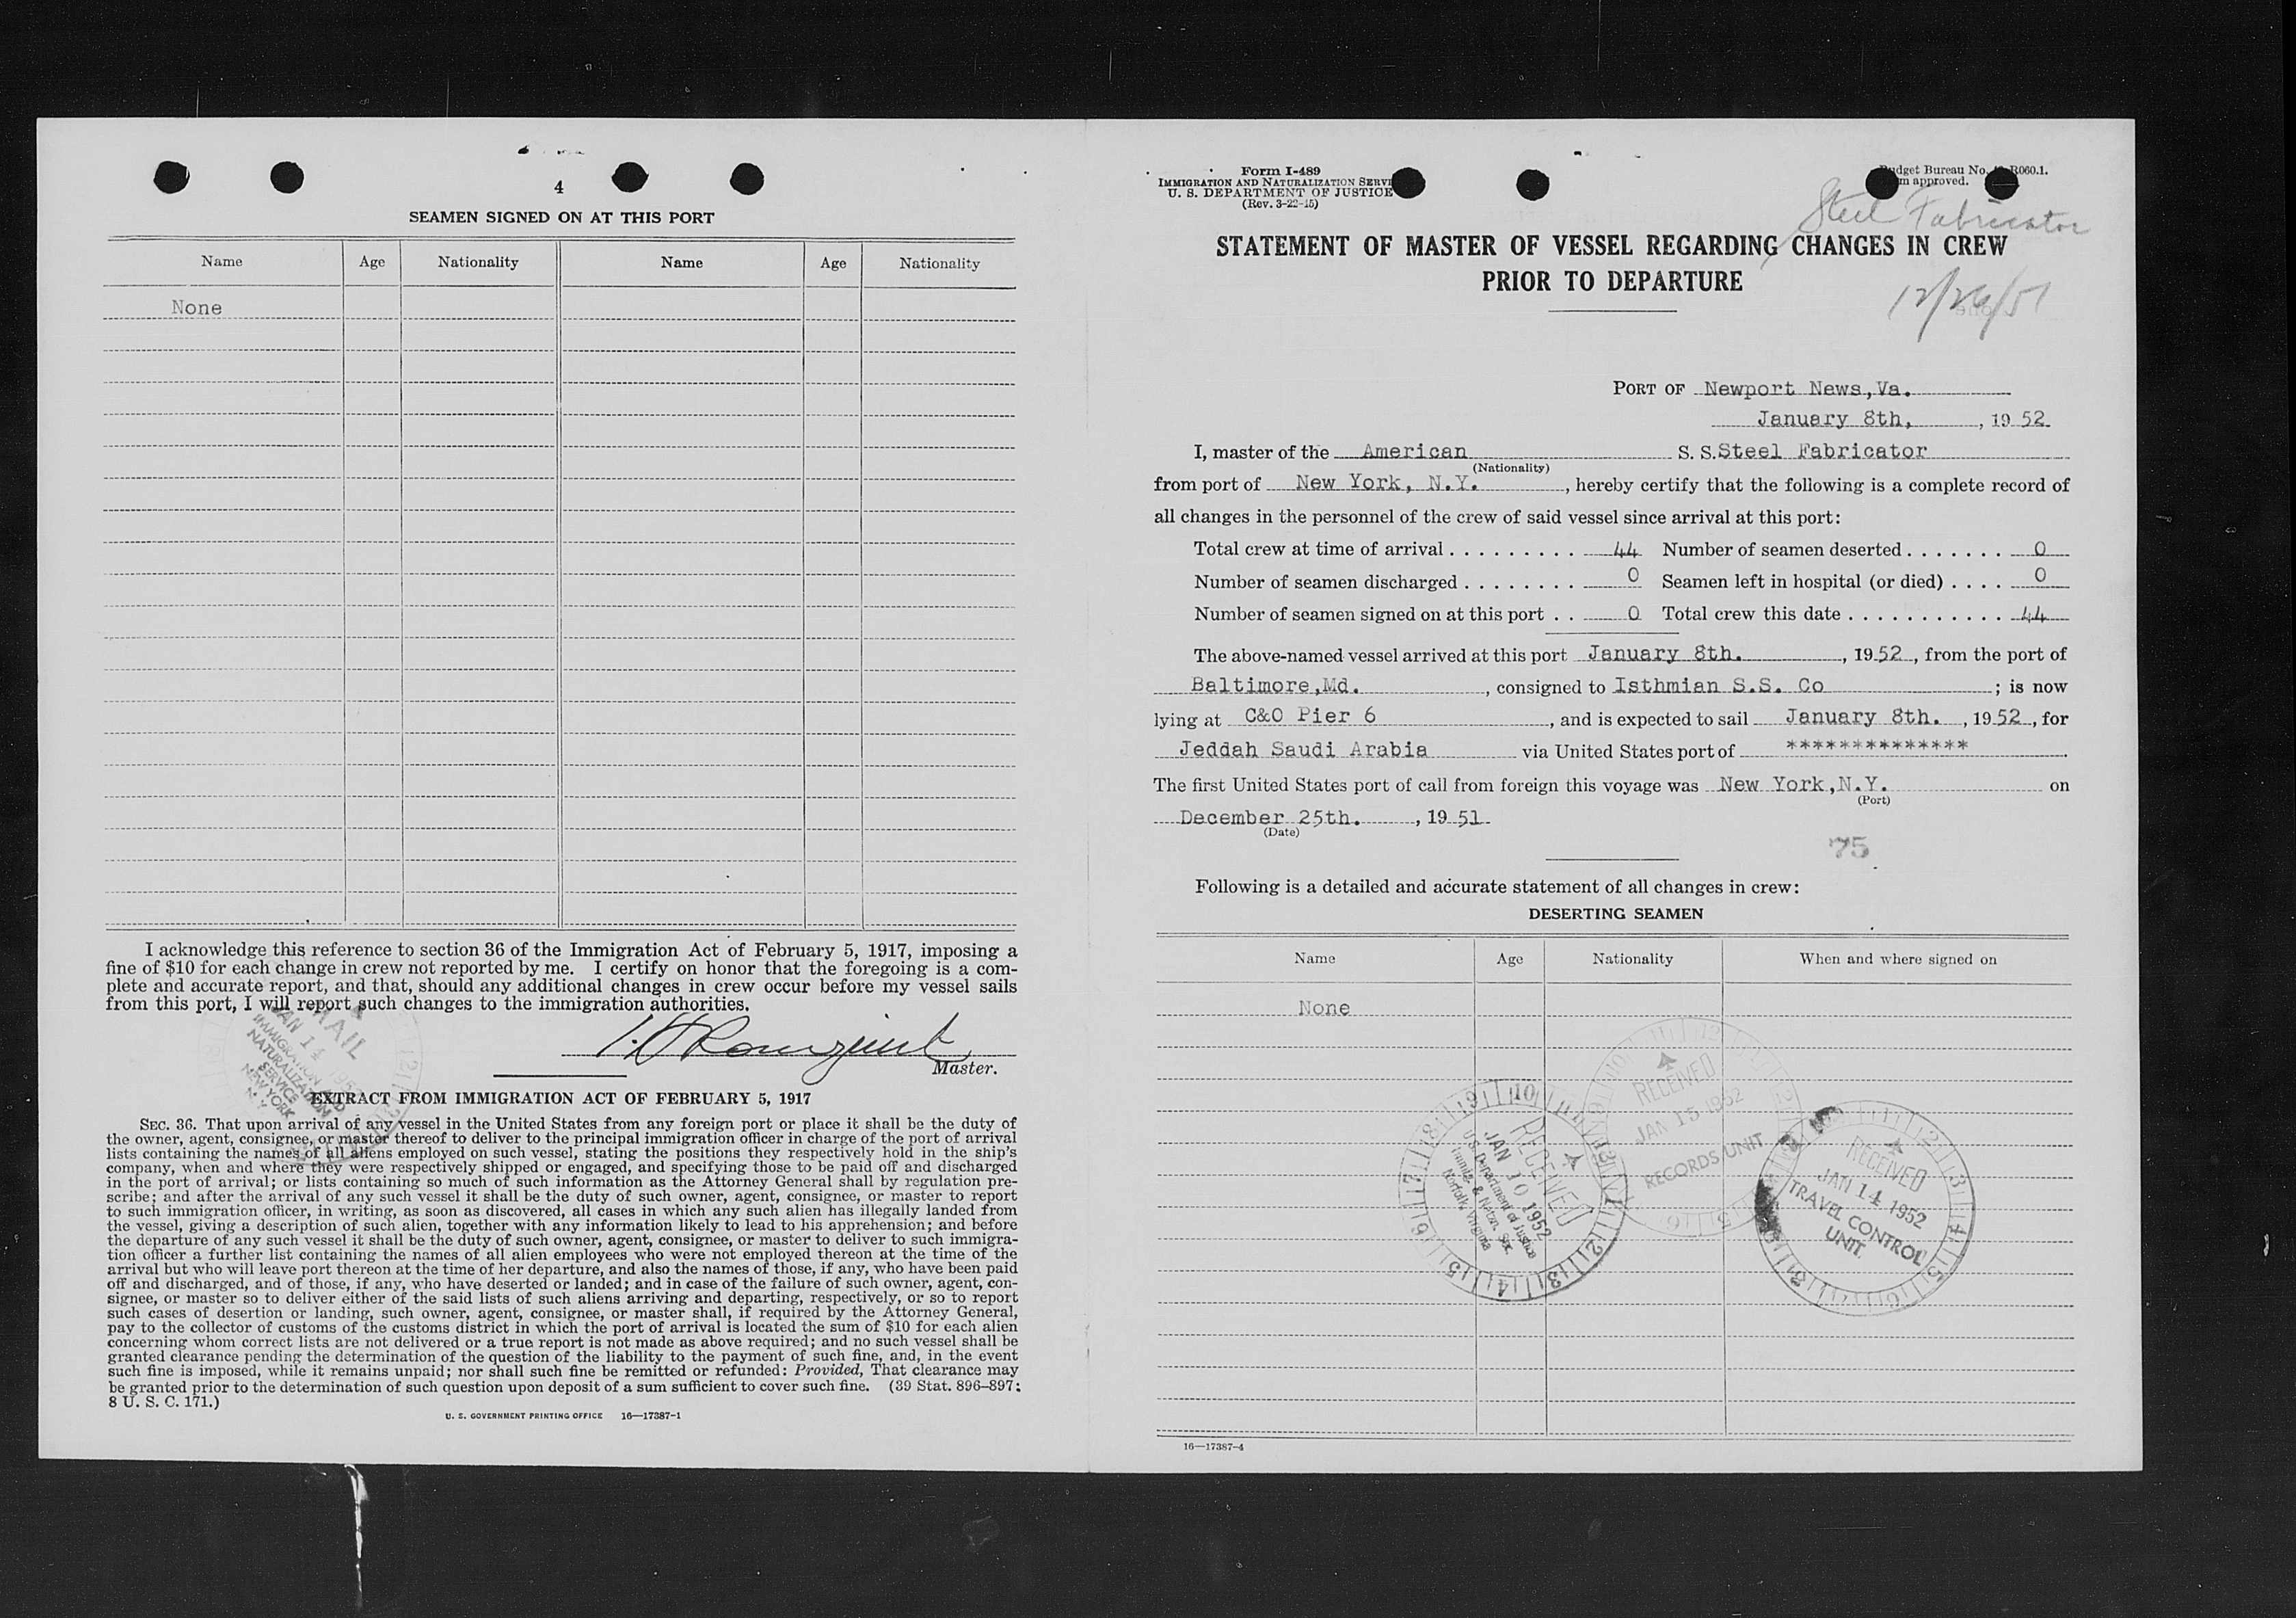 4
SEAMEN SIGNED ON AT THIS PORT
Name Age Nationality Name Age Nationality
None
I acknowledge this reference to section 36 of the Immigration Act of February 5, 1917, imposing a
fine of $10 for each change in crew not reported by me. I certify on honor that the foregoing is a com-
plete and accurate report, and that, should any additional changes in crew occur before my vessel sails
from this port, I will report such changes to the immigration authorities.
Master.
MAIL
JAN 14 1952
IMMIGRATION AND
NATURALIZATION
SERVICE
NEW YORK
N. Y.
EXTRACT FROM IMMIGRATION ACT OF FEBRUARY 5, 1917
SEC. 36. That upon arrival of any vessel in the United States from any foreign port or place it shall be the duty of
the owner, agent, consignee, or master thereof to deliver to the principal immigration officer in charge of the port of arrival
lists containing the names of all aliens employed on such vessel, stating the positions they respectively hold in the ship's
company, when and where they were respectively shipped or engaged, and specifying those to be paid off and discharged
in the port of arrival; or lists containing so much of such information as the Attorney General shall by regulation pre-
scribe; and after the arrival of any such vessel it shall be the duty of such owner, agent, consignee, or master to report
to such immigration officer, in writing, as soon as discovered, all cases in which any such alien has illegally landed from
the vessel, giving a description of such alien, together with any information likely to lead to his apprehension; and before
the departure of any such vessel it shall be the duty of such owner, agent, consignee, or master to deliver to such immigra-
tion officer a further list containing the names of all alien employees who were not employed thereon at the time of the
arrival but who will leave port thereon at the time of her departure, and also the names of those, if any, who have been paid
off and discharged, and of those, if any, who have deserted or landed; and in case of the failure of such owner, agent, con-
signee, or master so to deliver either of the said lists of such aliens arriving and departing, respectively, or so to report
such cases of desertion or landing, such owner, agent, consignee, or master shall, if required by the Attorney General,
pay to the collector of customs of the customs district in which the port of arrival is located the sum of $10 for each alien
concerning whom correct lists are not delivered or a true report is not made as above required; and no such vessel shall be
granted clearance pending the determination of the question of the liability to the payment of such fine, and, in the event
such fine is imposed, while it remains unpaid; nor shall such fine be remitted or refunded: Provided, That clearance may
be granted prior to the determination of such question upon deposit of a sum sufficient to cover such fine. (39 Stat. 896–897;
8 U. S. C. 171.)
U. S. GOVERNMENT PRINTING OFFICE 16—17387-1
Form I-489
IMMIGRATION AND NATURALIZATION SERVI
U. S. DEPARTMENT OF JUSTICE
(Rev. 3-22-45)
udget Bureau No. R060.1.
m approved.
Steel Fabricator
STATEMENT OF MASTER OF VESSEL REGARDING CHANGES IN CREW
PRIOR TO DEPARTURE
12/26/51
PORT OF Newport News,Va.
January 8th, , 19 52
I, master of the American S. S. Steel Fabricator
(Nationality)
from port of New York, N.Y. , hereby certify that the following is a complete record of
all changes in the personnel of the crew of said vessel since arrival at this port:
Total crew at time of arrival . . . . . . . . . . 44 Number of seamen deserted . . . . . . . 0
Number of seamen discharged . . . . . . . . 0 Seamen left in hospital (or died) . . . . 0
Number of seamen signed on at this port . . 0 Total crew this date . . . . . . . . . . . 44
The above-named vessel arrived at this port January 8th. , 19 52 , from the port of
Baltimore,Md. , consigned to Isthmian S.S. Co ; is now
lying at C&O Pier 6 , and is expected to sail January 8th. , 19 52 , for
Jeddah Saudi Arabia via United States port of **************
The first United States port of call from foreign this voyage was New York,N.Y. on
(Port)
December 25th. , 19 51
(Date)
75
Following is a detailed and accurate statement of all changes in crew:
DESERTING SEAMEN
Name Age Nationality When and where signed on
None
RECEIVED
JAN 10 1952
U.S. Department of Justice
Immig. & Natzn. Ser.
Norfolk, Virginia
RECEIVED
JAN 15 1952
RECORDS UNIT
RECEIVED
JAN 14 1952
TRAVEL CONTROL
UNIT.
16—17387-4